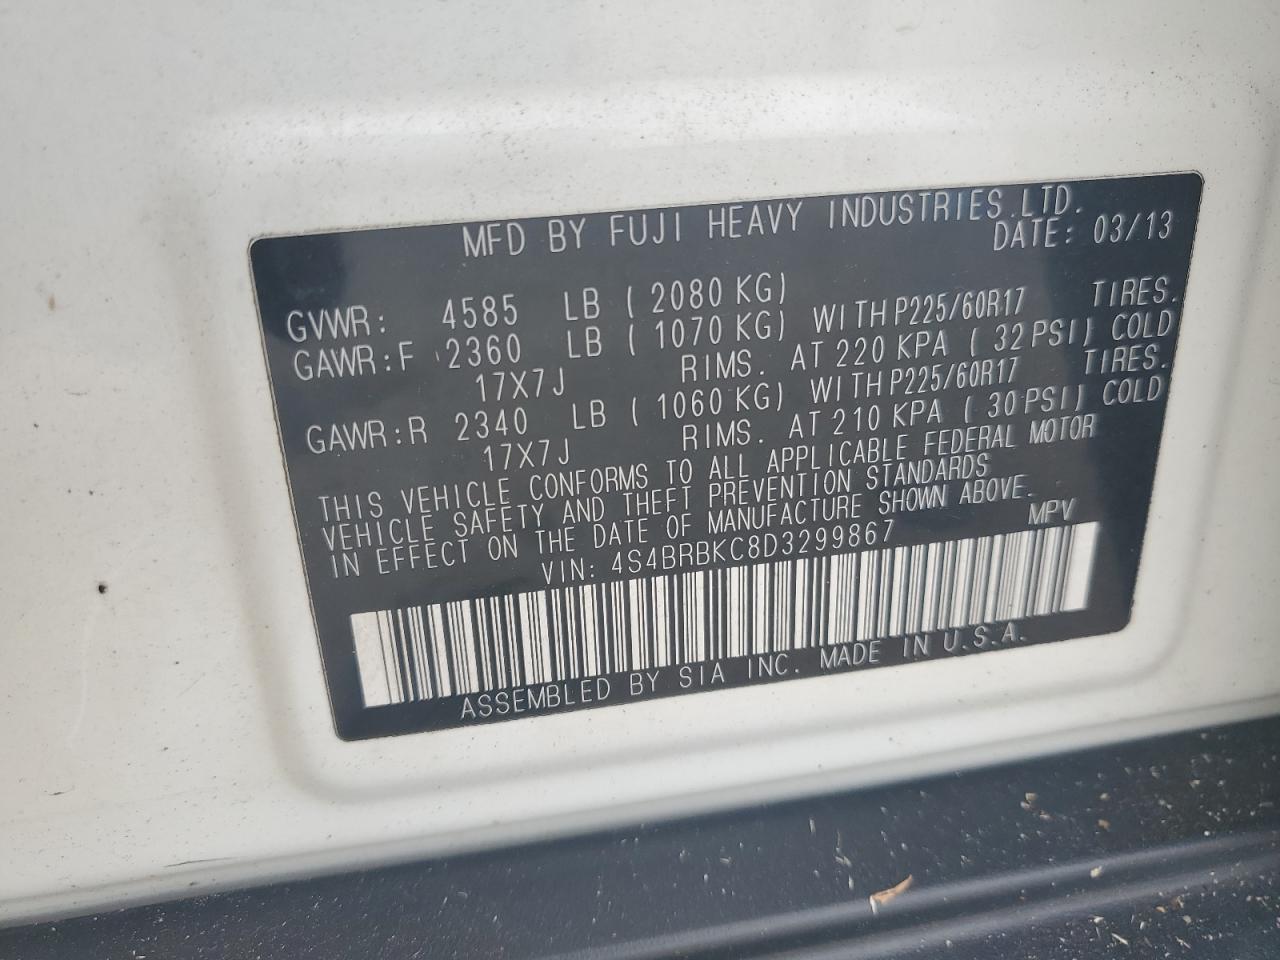 MFD BY FUJI HEAVY INDUSTRIES LTD.
DATE: 03/13
GVWR: 4585 LB ( 2080 KG)
GAWR:F 2360 LB ( 1070 KG) WITH P225/60R17 TIRES.
17X7J RIMS. AT 220 KPA ( 32 PSI) COLD
GAWR:R 2340 LB ( 1060 KG) WITH P225/60R17 TIRES.
17X7J RIMS. AT 210 KPA ( 30 PSI) COLD
THIS VEHICLE CONFORMS TO ALL APPLICABLE FEDERAL MOTOR
VEHICLE SAFETY AND THEFT PREVENTION STANDARDS
IN EFFECT ON THE DATE OF MANUFACTURE SHOWN ABOVE.
VIN: 4S4BRBKC8D3299867 MPV
ASSEMBLED BY SIA INC. MADE IN U.S.A.